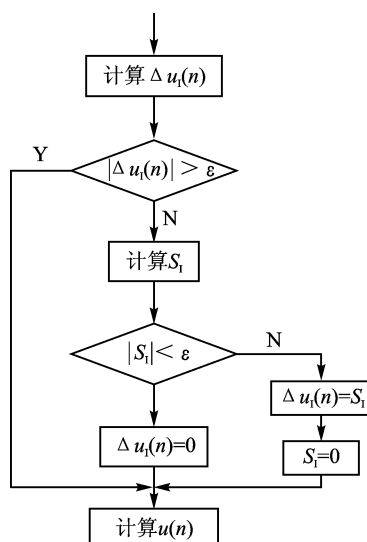 计算Δu_I(n)
Y
|Δu_I(n)|>ε
N
计算S_I
|S_I|<ε
N
Δu_I(n)=S_I
Δu_I(n)=0
S_I=0
计算u(n)